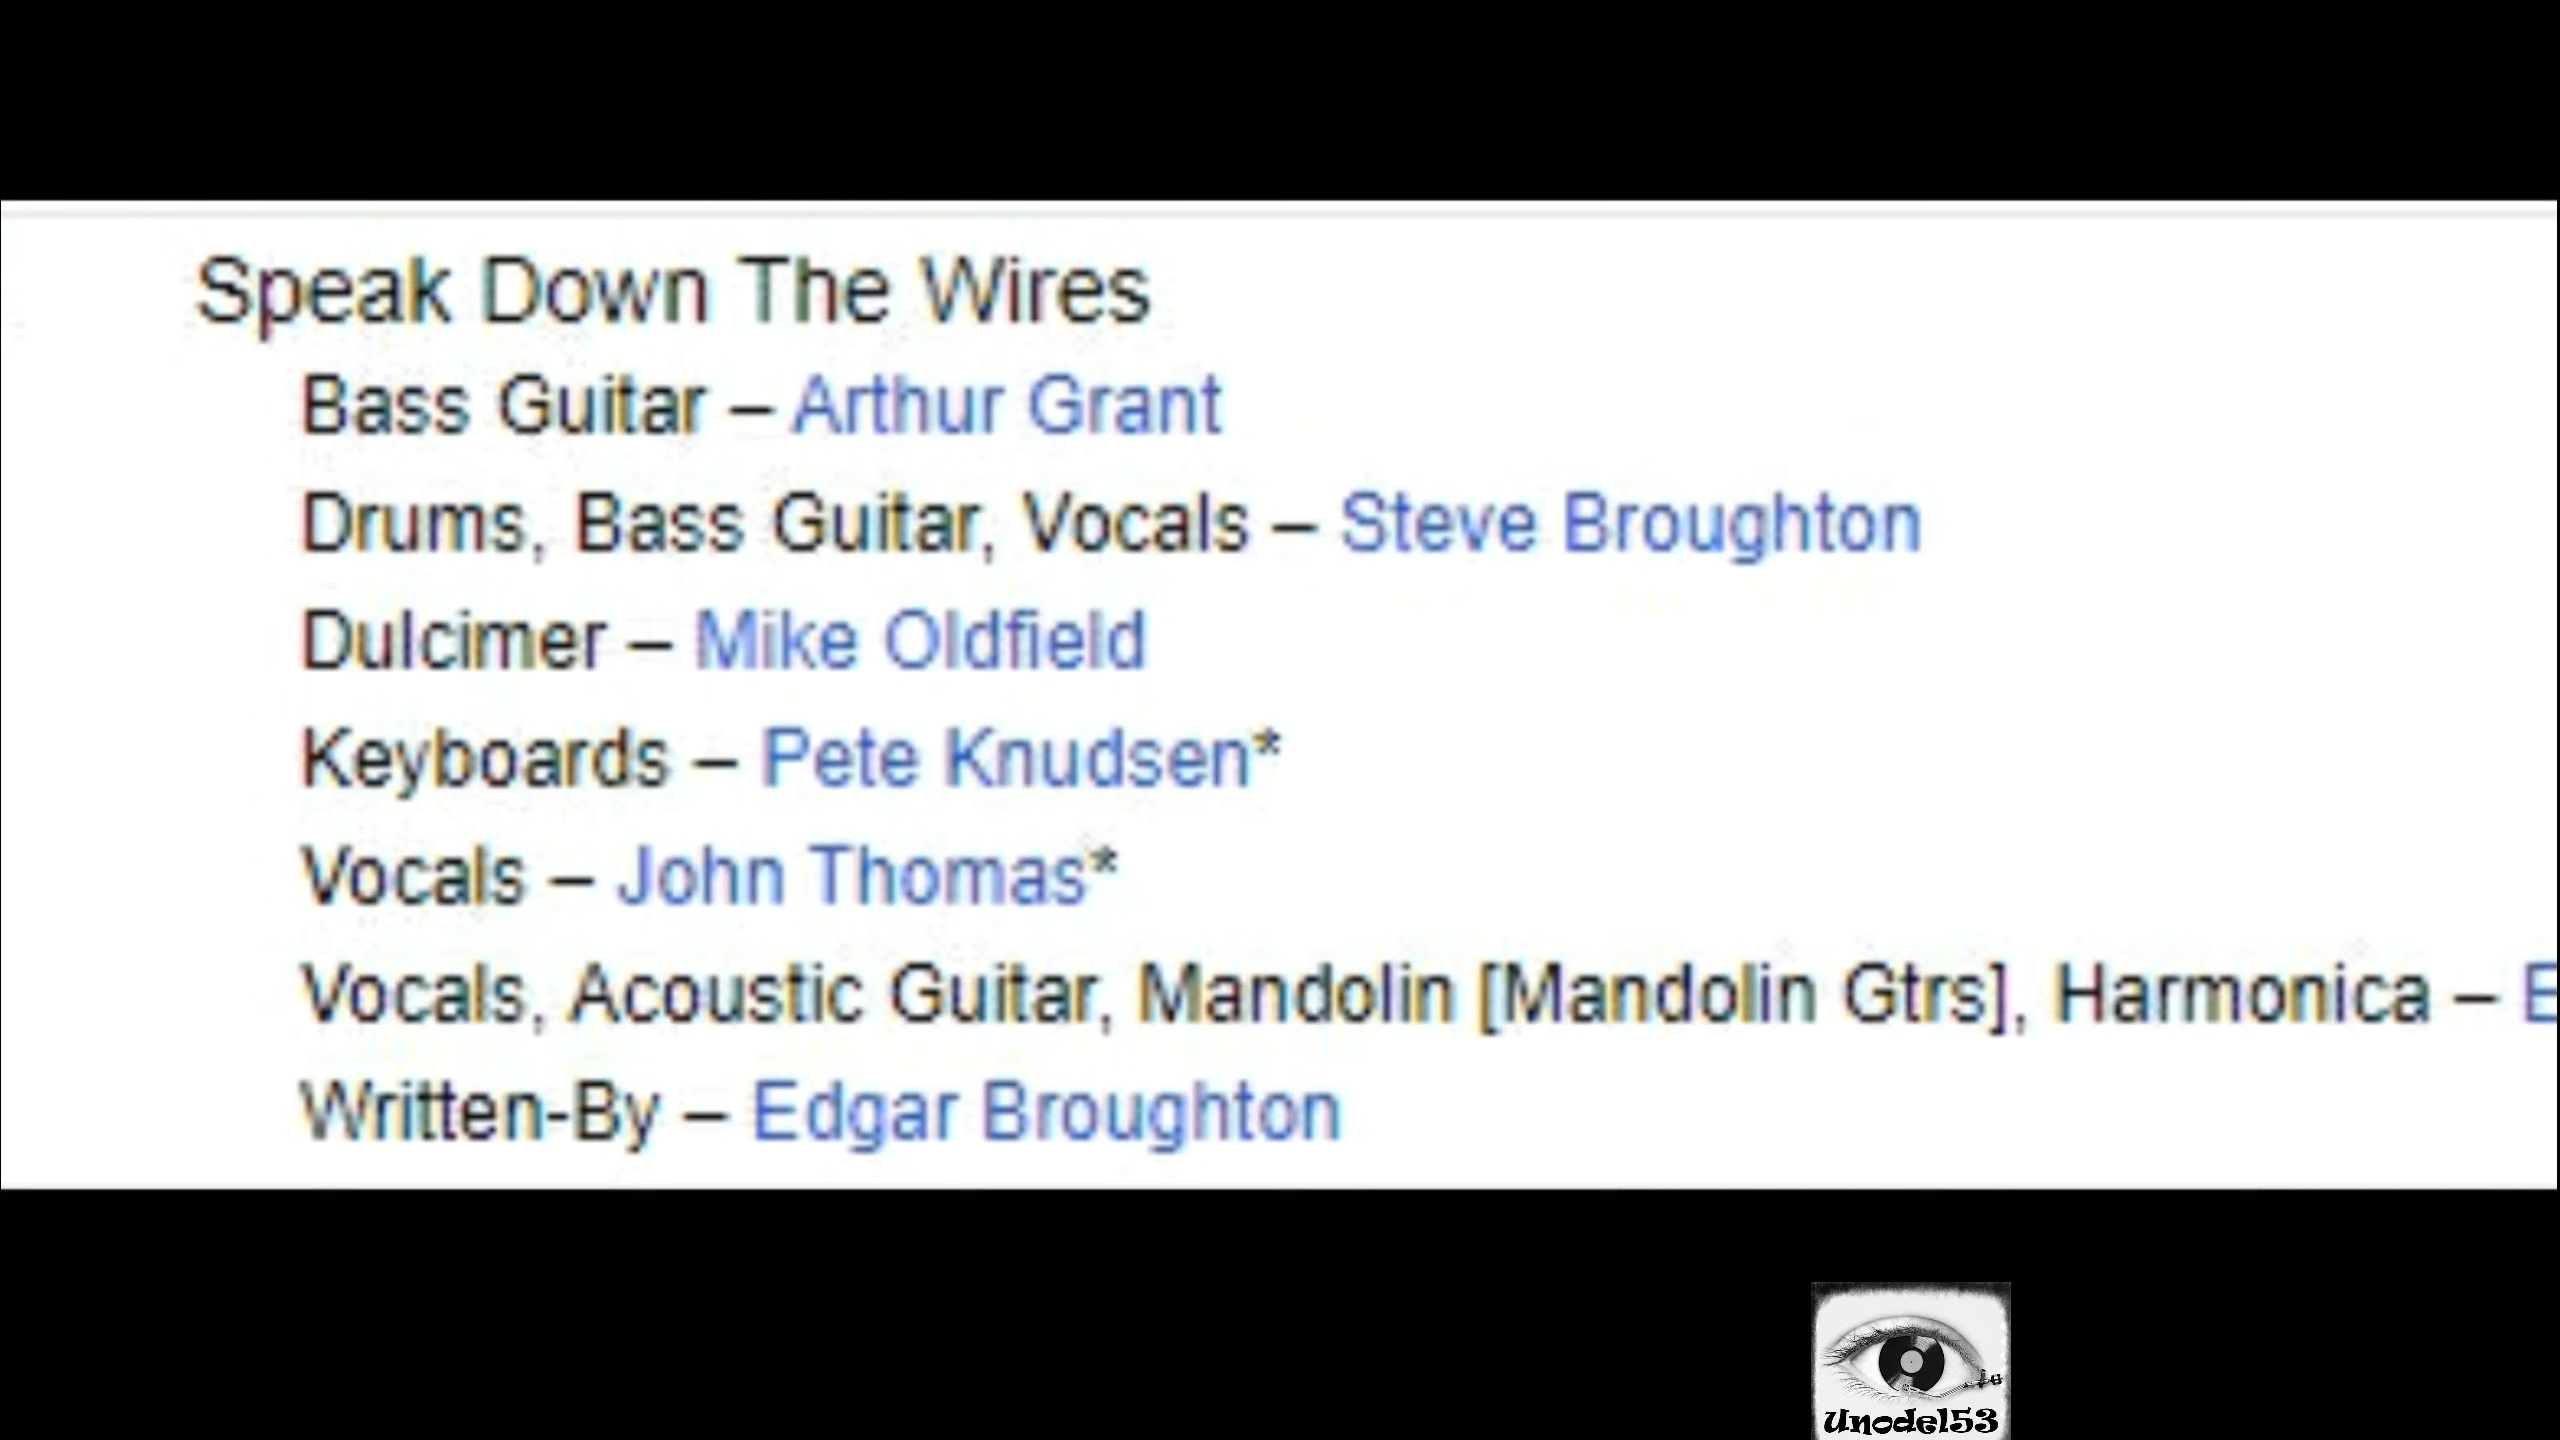 Speak Down The Wires
Bass Guitar – Arthur Grant
Drums, Bass Guitar, Vocals – Steve Broughton
Dulcimer – Mike Oldfield
Keyboards – Pete Knudsen*
Vocals – John Thomas*
Vocals, Acoustic Guitar, Mandolin [Mandolin Gtrs], Harmonica – E
Written-By – Edgar Broughton
Unodel53